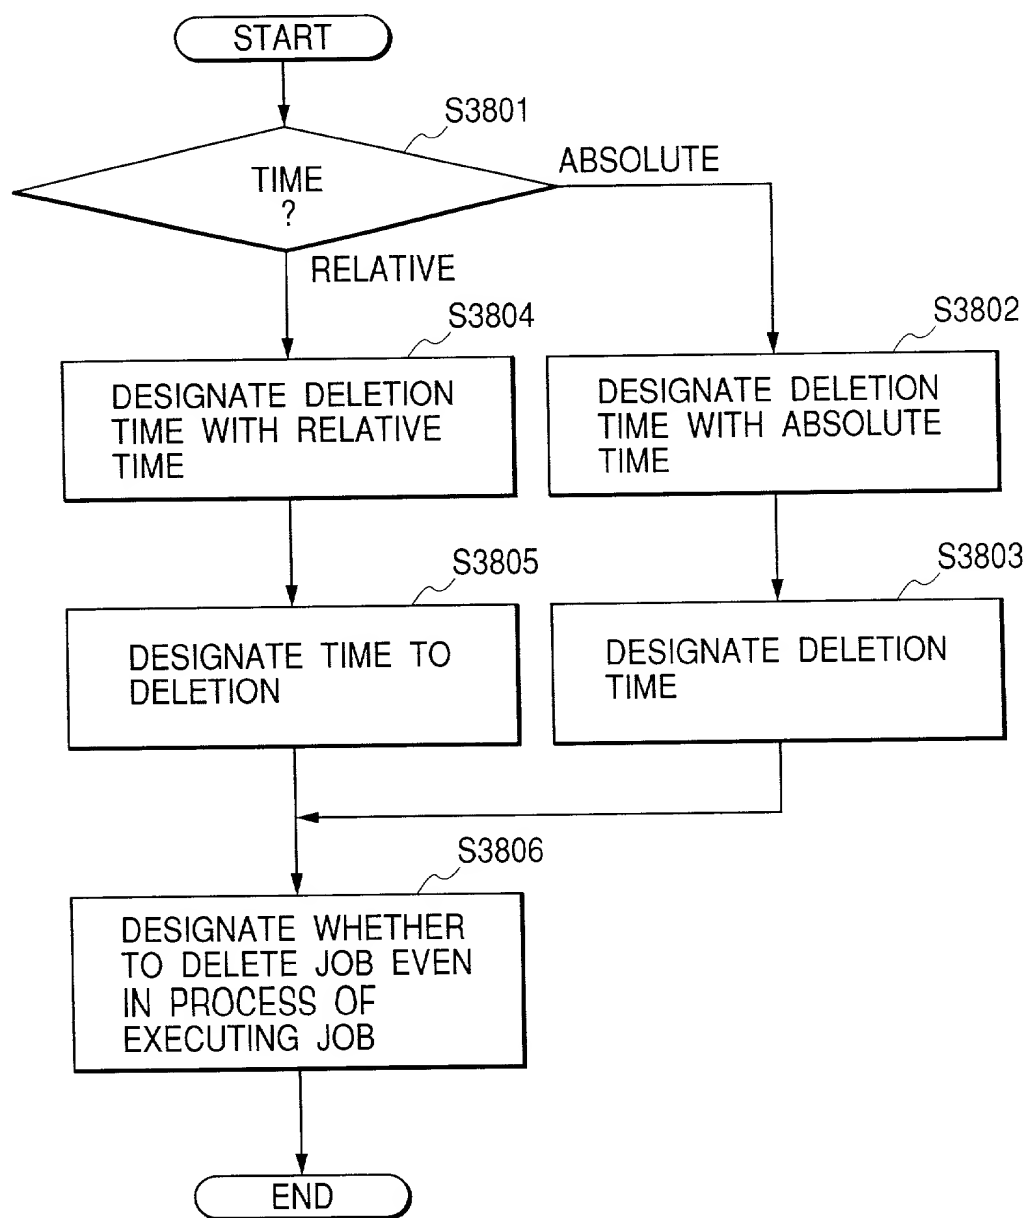 START
S3801
TIME
?
ABSOLUTE
RELATIVE
S3804
DESIGNATE DELETION
TIME WITH RELATIVE
TIME
S3802
DESIGNATE DELETION
TIME WITH ABSOLUTE
TIME
S3805
DESIGNATE TIME TO
DELETION
S3803
DESIGNATE DELETION
TIME
S3806
DESIGNATE WHETHER
TO DELETE JOB EVEN
IN PROCESS OF
EXECUTING JOB
END